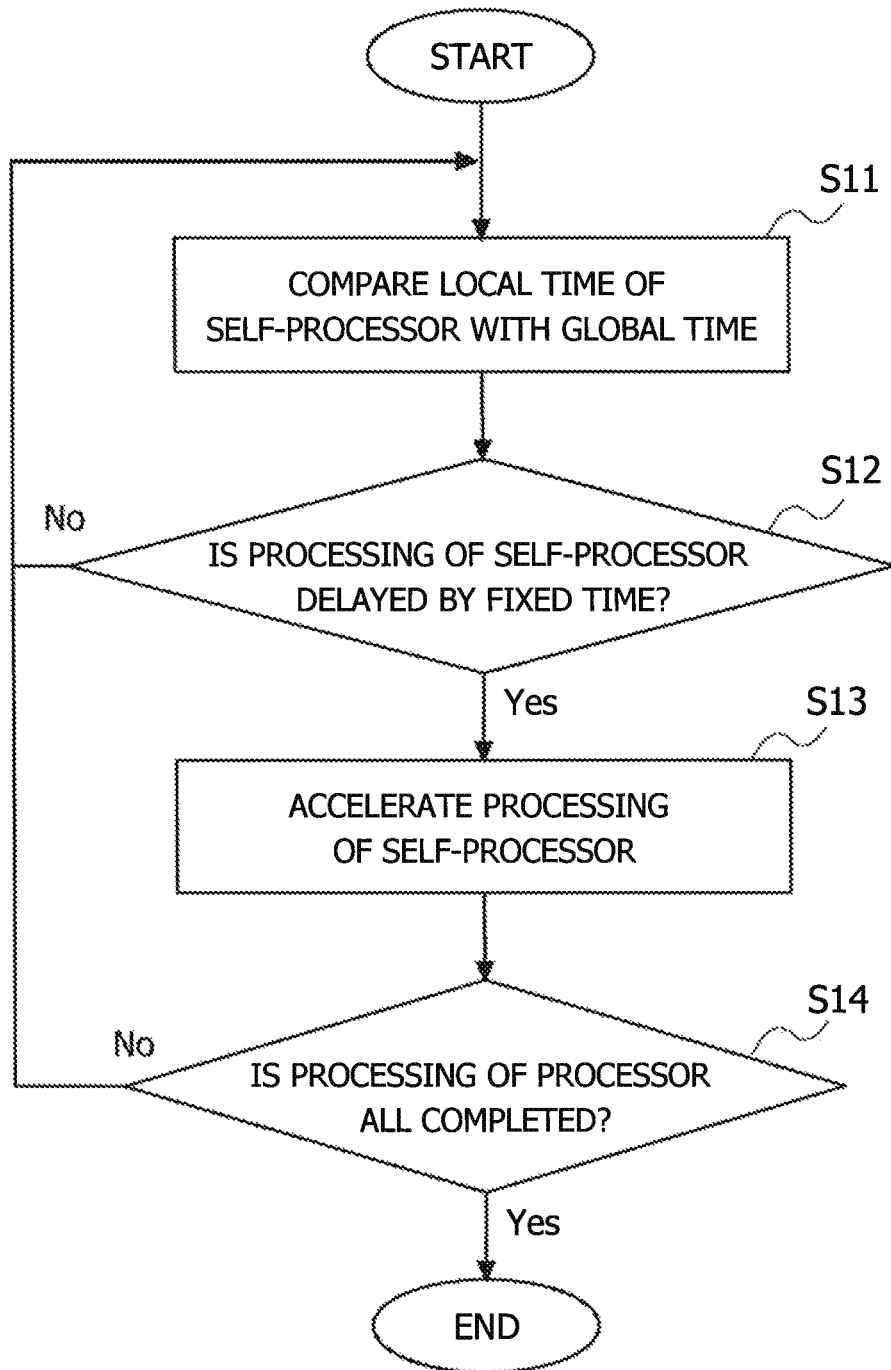 START
S11
COMPARE LOCAL TIME OF
SELF-PROCESSOR WITH GLOBAL TIME
S12
No
IS PROCESSING OF SELF-PROCESSOR
DELAYED BY FIXED TIME?
Yes
S13
ACCELERATE PROCESSING
OF SELF-PROCESSOR
S14
No
IS PROCESSING OF PROCESSOR
ALL COMPLETED?
Yes
END